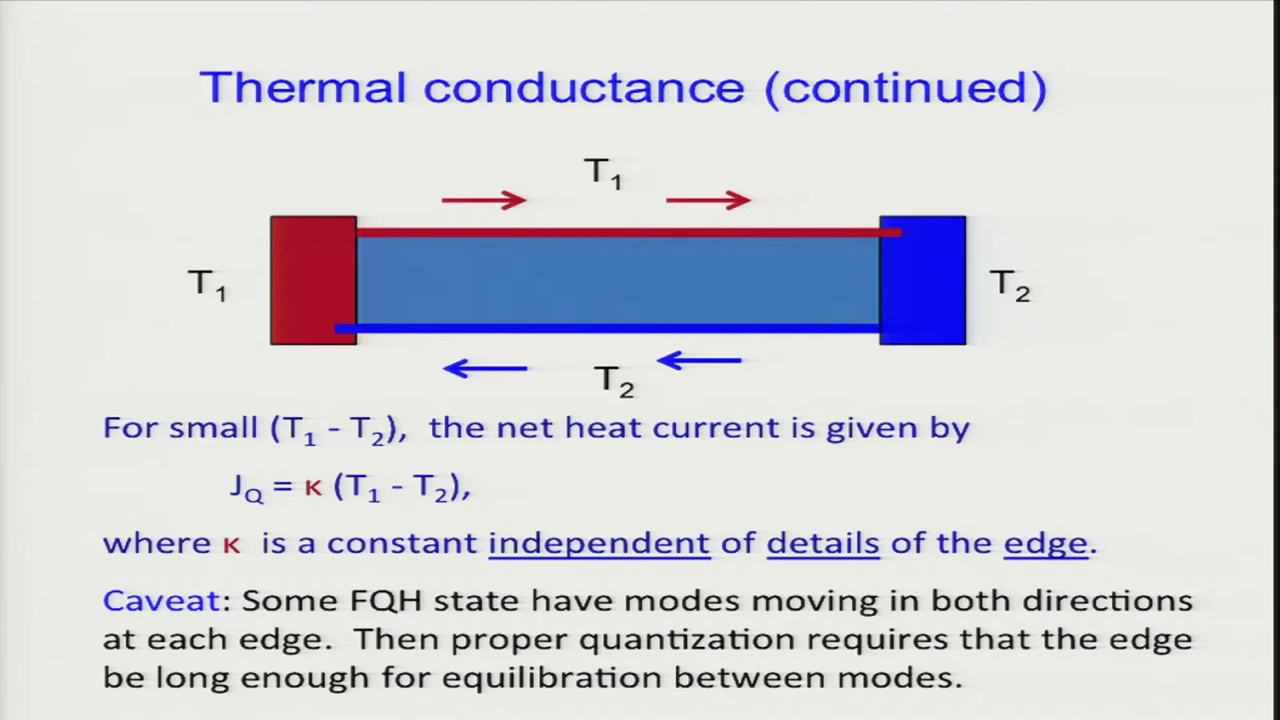 Thermal conductance (continued)
T₁
T₁
T₂
T₂
For small (T₁ - T₂), the net heat current is given by
J_Q = κ (T₁ - T₂),
where κ is a constant independent of details of the edge.
Caveat: Some FQH state have modes moving in both directions
at each edge. Then proper quantization requires that the edge
be long enough for equilibration between modes.